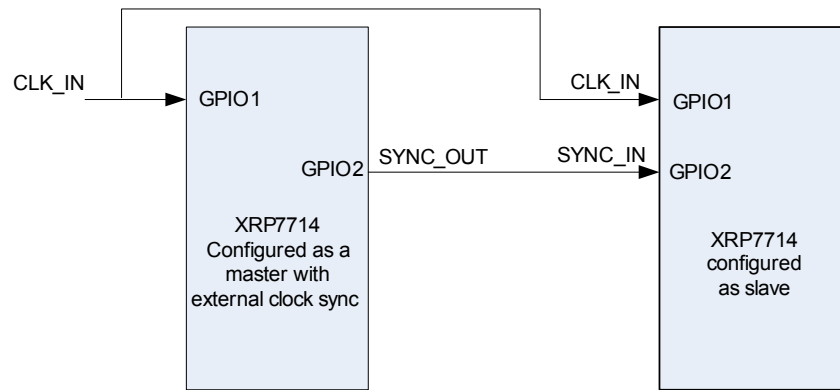 CLK_IN
GPIO1
GPIO2
XRP7714
Configured as a
master with
external clock sync
SYNC_OUT
SYNC_IN
CLK_IN
GPIO1
GPIO2
XRP7714
configured
as slave